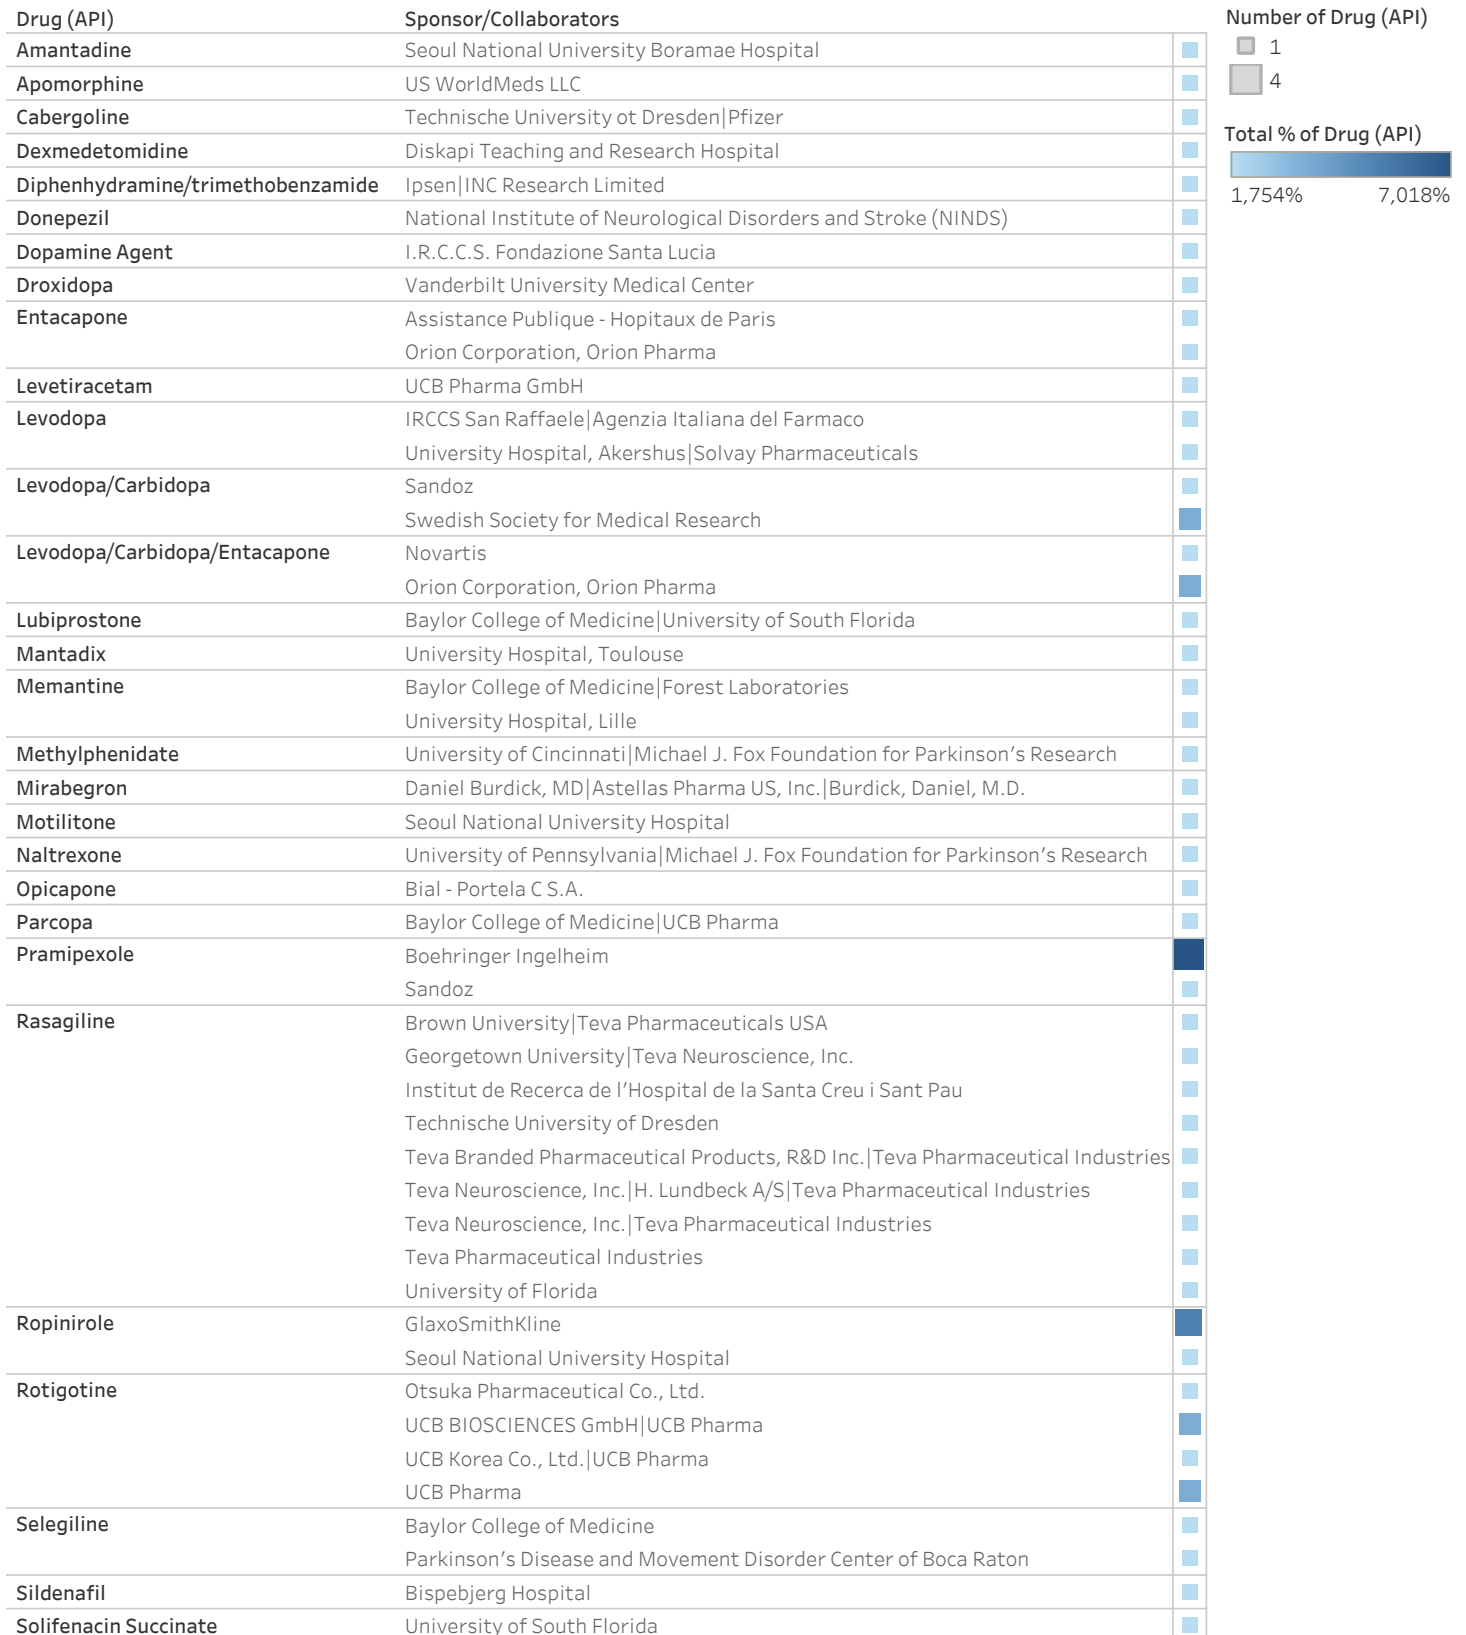 Drug (API) Sponsor/Collaborators
Amantadine Seoul National University Boramae Hospital
Apomorphine US WorldMeds LLC
Cabergoline Technische University ot Dresden|Pfizer
Dexmedetomidine Diskapi Teaching and Research Hospital
Diphenhydramine/trimethobenzamide Ipsen|INC Research Limited
Donepezil National Institute of Neurological Disorders and Stroke (NINDS)
Dopamine Agent I.R.C.C.S. Fondazione Santa Lucia
Droxidopa Vanderbilt University Medical Center
Entacapone Assistance Publique - Hopitaux de Paris
Orion Corporation, Orion Pharma
Levetiracetam UCB Pharma GmbH
Levodopa IRCCS San Raffaele|Agenzia Italiana del Farmaco
University Hospital, Akershus|Solvay Pharmaceuticals
Levodopa/Carbidopa Sandoz
Swedish Society for Medical Research
Levodopa/Carbidopa/Entacapone Novartis
Orion Corporation, Orion Pharma
Lubiprostone Baylor College of Medicine|University of South Florida
Mantadix University Hospital, Toulouse
Memantine Baylor College of Medicine|Forest Laboratories
University Hospital, Lille
Methylphenidate University of Cincinnati|Michael J. Fox Foundation for Parkinson's Research
Mirabegron Daniel Burdick, MD|Astellas Pharma US, Inc.|Burdick, Daniel, M.D.
Motilitone Seoul National University Hospital
Naltrexone University of Pennsylvania|Michael J. Fox Foundation for Parkinson's Research
Opicapone Bial - Portela C S.A.
Parcopa Baylor College of Medicine|UCB Pharma
Pramipexole Boehringer Ingelheim
Sandoz
Rasagiline Brown University|Teva Pharmaceuticals USA
Georgetown University|Teva Neuroscience, Inc.
Institut de Recerca de l'Hospital de la Santa Creu i Sant Pau
Technische University of Dresden
Teva Branded Pharmaceutical Products, R&D Inc.|Teva Pharmaceutical Industries
Teva Neuroscience, Inc.|H. Lundbeck A/S|Teva Pharmaceutical Industries
Teva Neuroscience, Inc.|Teva Pharmaceutical Industries
Teva Pharmaceutical Industries
University of Florida
Ropinirole GlaxoSmithKline
Seoul National University Hospital
Rotigotine Otsuka Pharmaceutical Co., Ltd.
UCB BIOSCIENCES GmbH|UCB Pharma
UCB Korea Co., Ltd.|UCB Pharma
UCB Pharma
Selegiline Baylor College of Medicine
Parkinson's Disease and Movement Disorder Center of Boca Raton
Sildenafil Bispebjerg Hospital
Solifenacin Succinate University of South Florida
Number of Drug (API)
1
4
Total % of Drug (API)
1,754% 7,018%